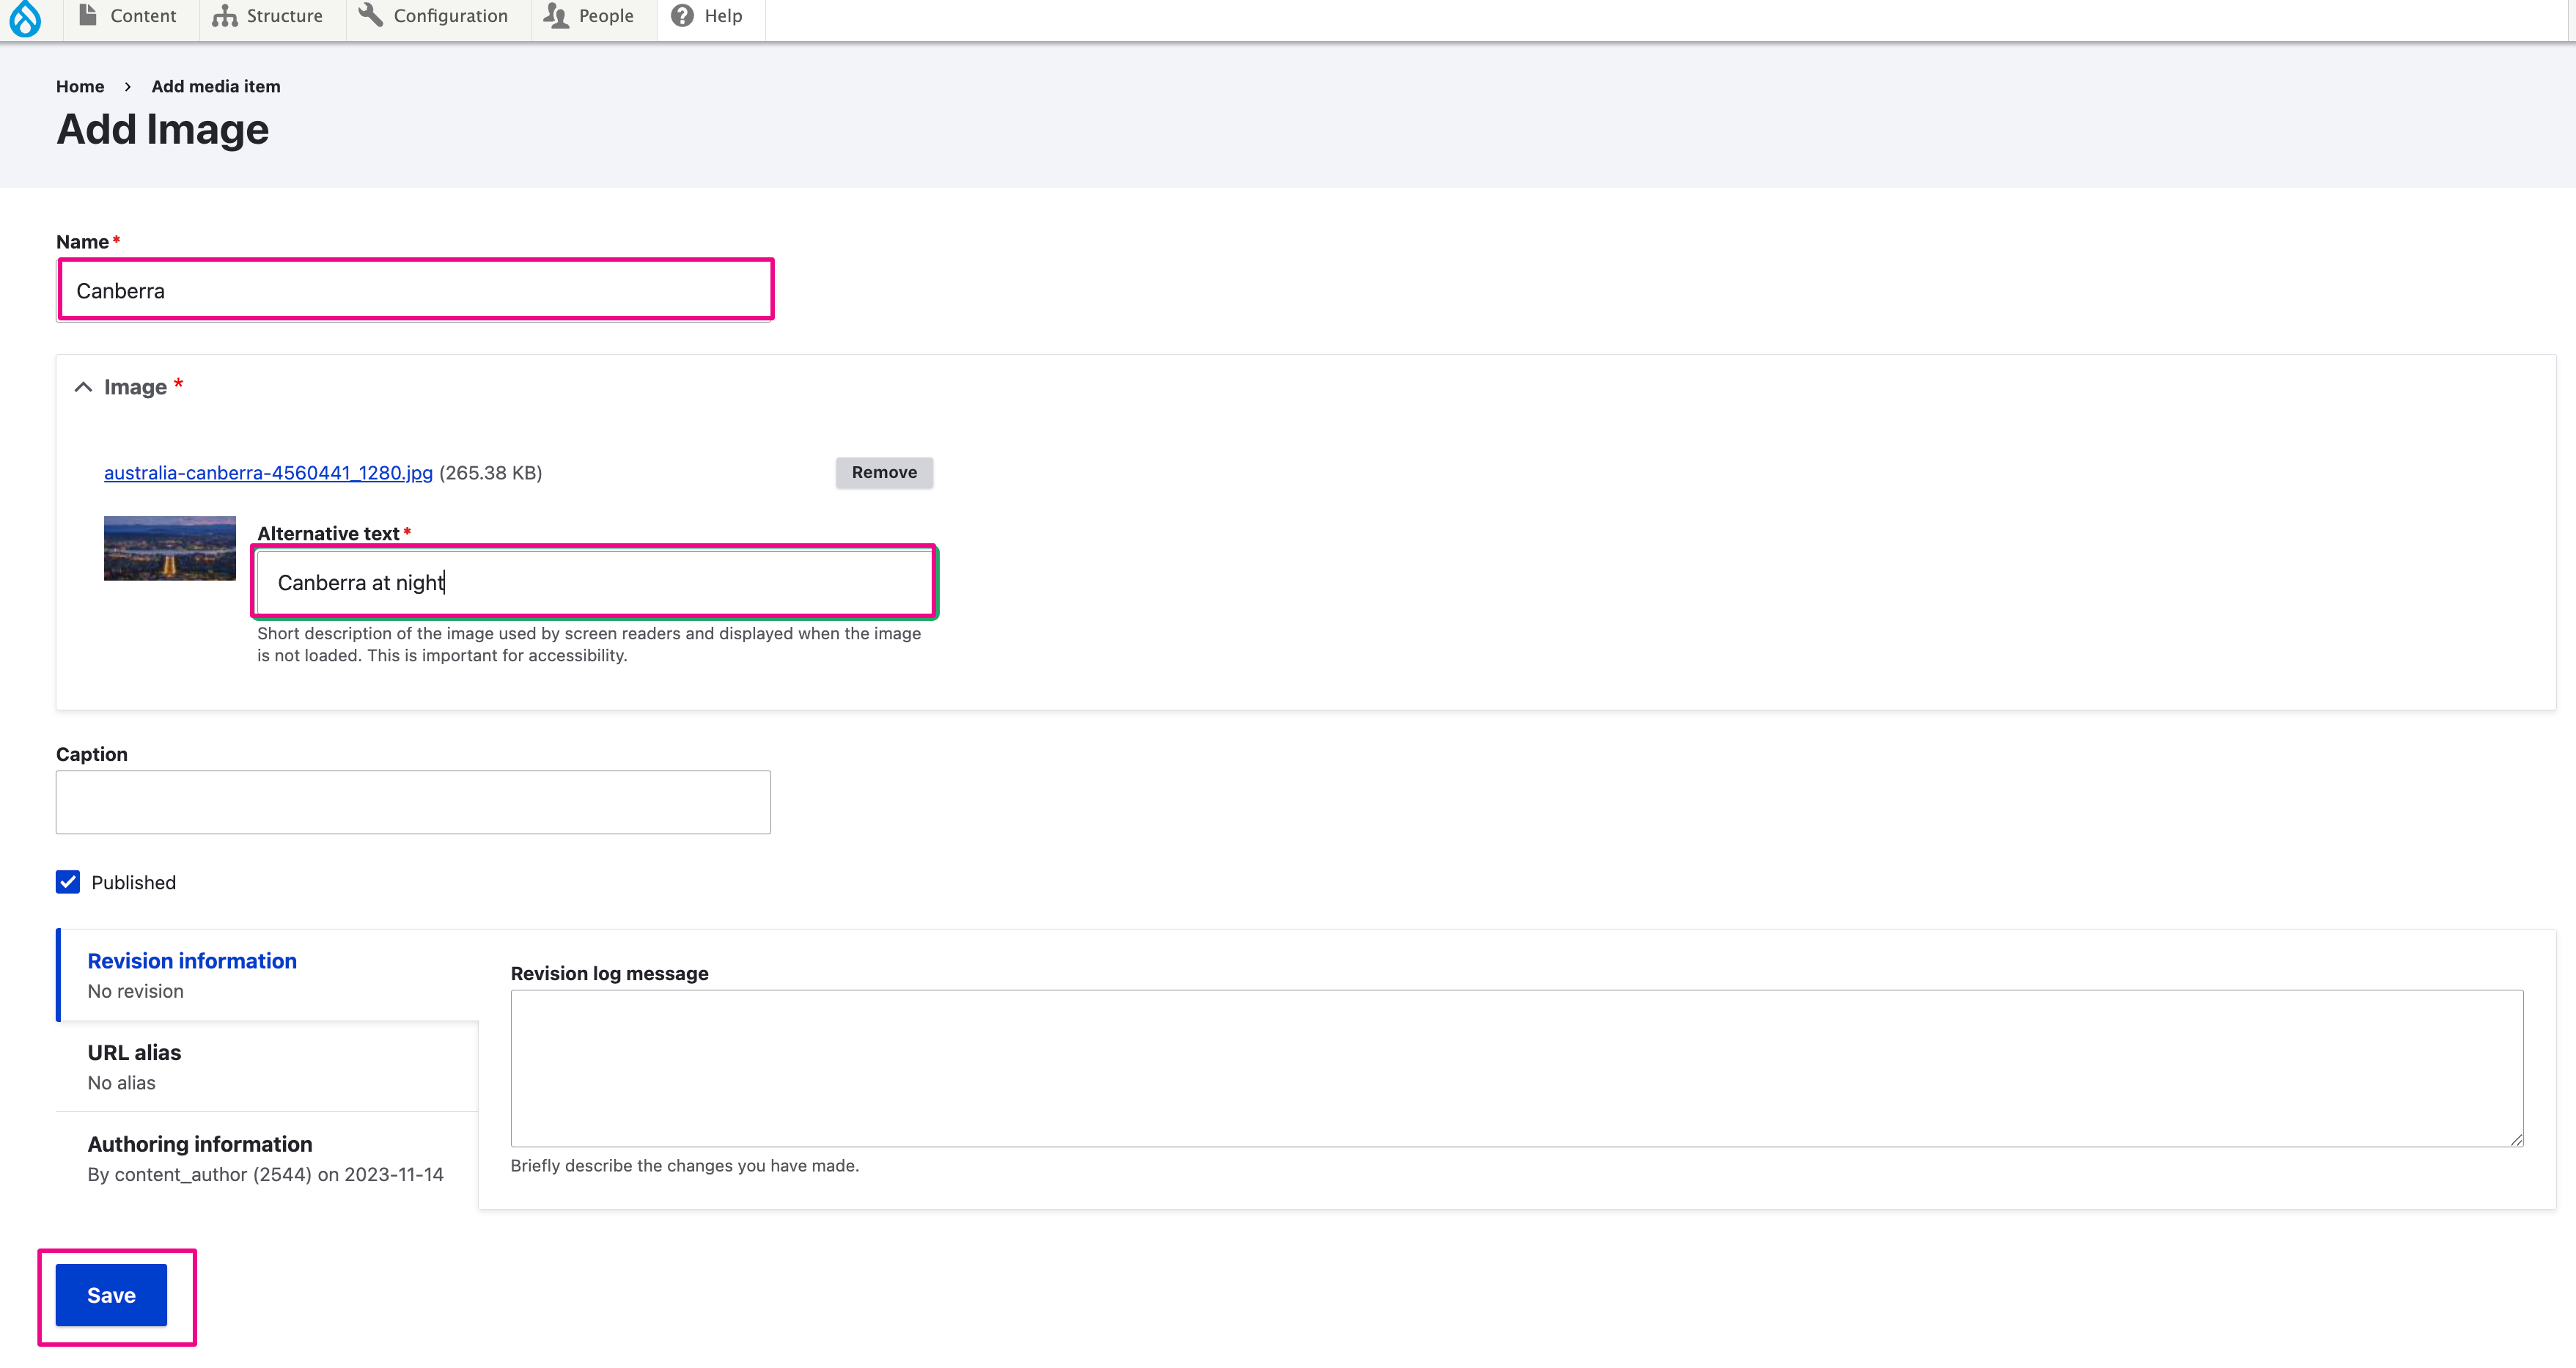 Content Structure Configuration People Help
Home › Add media item
Add Image
Name*
Canberra
Image *
australia-canberra-4560441_1280.jpg (265.38 KB) Remove
Alternative text*
Canberra at night
Short description of the image used by screen readers and displayed when the image
is not loaded. This is important for accessibility.
Caption
Published
Revision information
No revision
URL alias
No alias
Authoring information
By content_author (2544) on 2023-11-14
Revision log message
Briefly describe the changes you have made.
Save